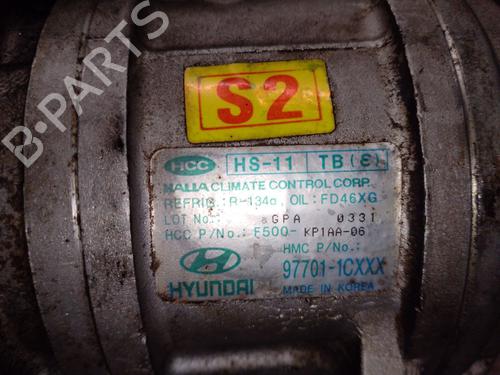 B-PARTS
S2
HCC HS-11 TB(ε)
HALLA CLIMATE CONTROL CORP.
REFRIG.: R-134a, OIL: FD46XG
LOT No.: GPA 0331
HCC P/No.: F500- KP1AA-06
HMC P/No.:
97701-1CXXX
HYUNDAI MADE IN KOREA